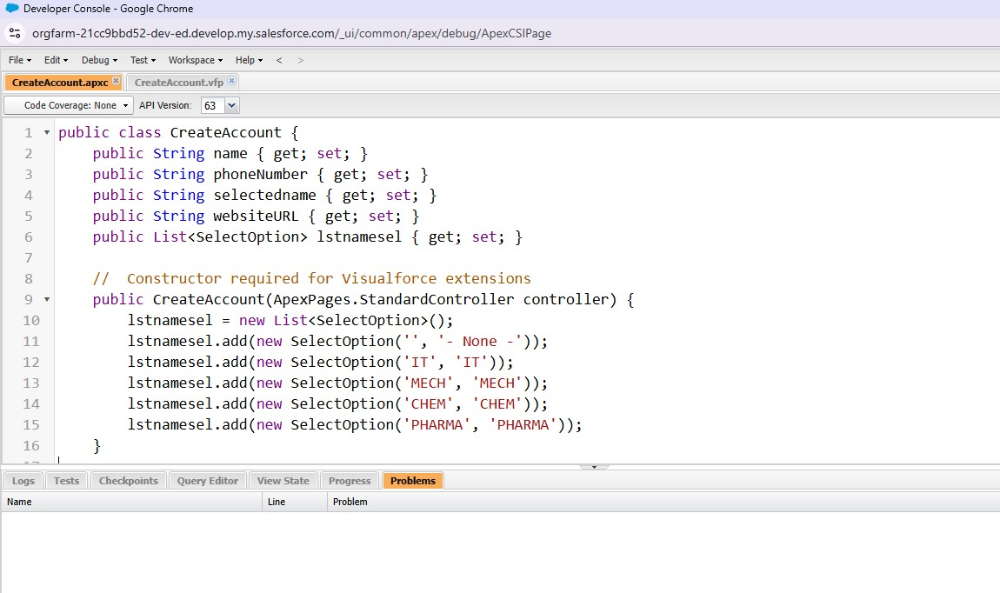 Developer Console - Google Chrome
orgfarm-21cc9bbd52-dev-ed.develop.my.salesforce.com/_ui/common/apex/debug/ApexCSIPage
File Edit Debug Test Workspace Help < >
CreateAccount.apxc CreateAccount.vfp
Code Coverage: None API Version: 63
1 public class CreateAccount {
2 public String name { get; set; }
3 public String phoneNumber { get; set; }
4 public String selectedname { get; set; }
5 public String websiteURL { get; set; }
6 public List<SelectOption> lstnamesel { get; set; }
7
8 //  Constructor required for Visualforce extensions
9 public CreateAccount(ApexPages.StandardController controller) {
10 lstnamesel = new List<SelectOption>();
11 lstnamesel.add(new SelectOption('', '- None -'));
12 lstnamesel.add(new SelectOption('IT', 'IT'));
13 lstnamesel.add(new SelectOption('MECH', 'MECH'));
14 lstnamesel.add(new SelectOption('CHEM', 'CHEM'));
15 lstnamesel.add(new SelectOption('PHARMA', 'PHARMA'));
16 }
17
Logs Tests Checkpoints Query Editor View State Progress Problems
Name Line Problem